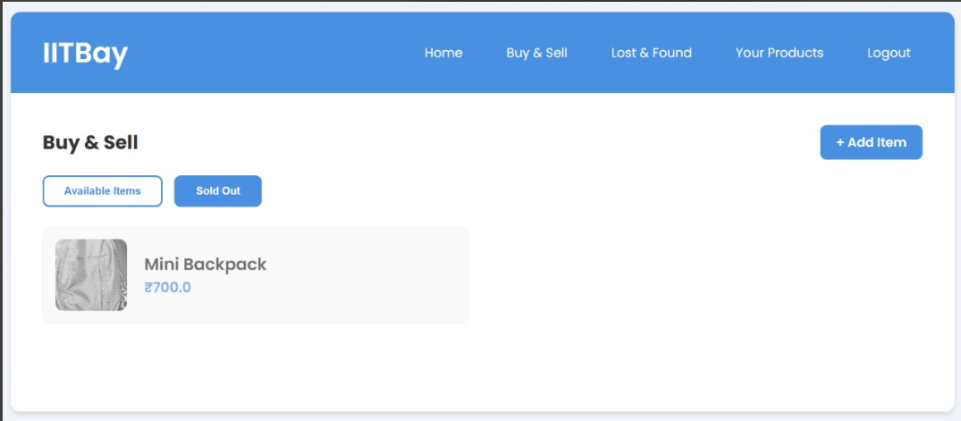 IITBay
Home Buy & Sell Lost & Found Your Products Logout
Buy & Sell
+ Add Item
Available Items Sold Out
Mini Backpack
₹700.0